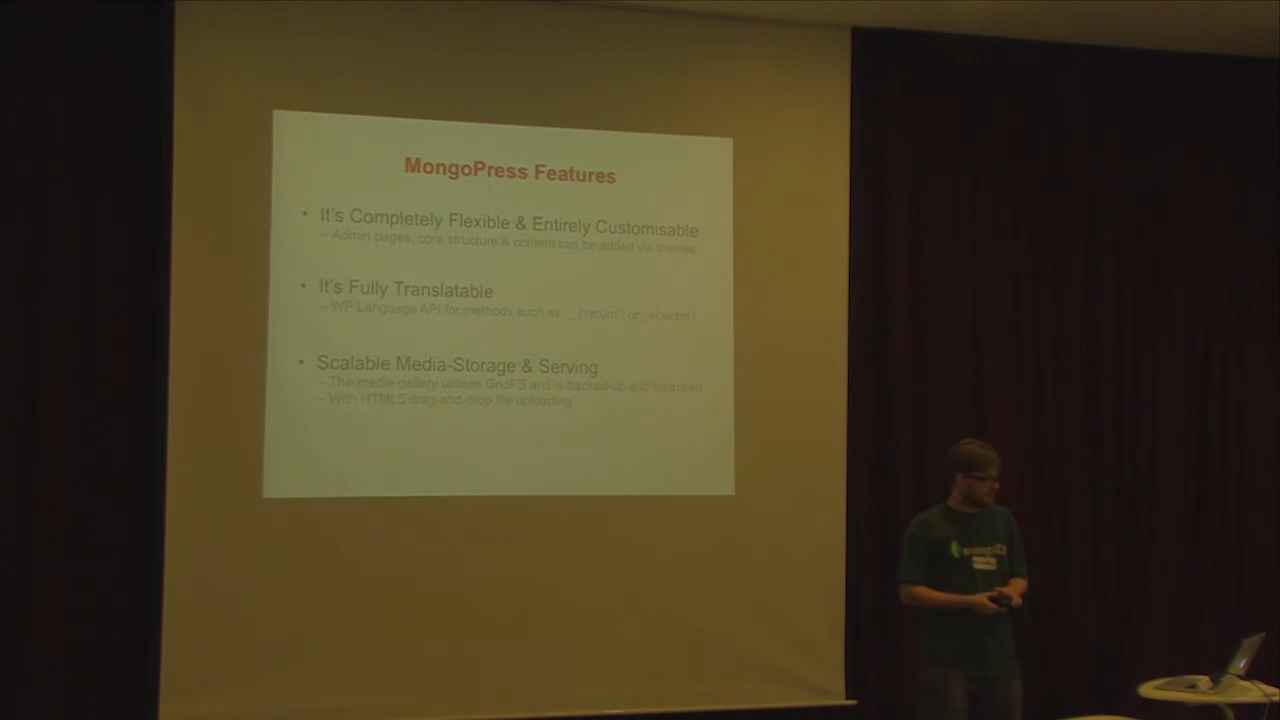 MongoPress Features
• It's Completely Flexible & Entirely Customisable
– Admin pages, core structure & content can be added via themes
• It's Fully Translatable
– WP Language API for methods such as __('return') or _e('echo')
• Scalable Media-Storage & Serving
– The media-gallery utilises GridFS and is backed-up and balanced
– With HTML5 drag-and-drop file uploading
mongoDB